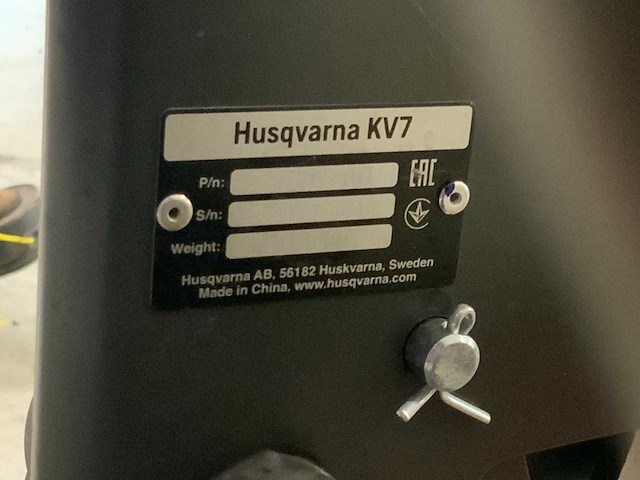 Husqvarna KV7
P/n:
EAC
S/n:
Weight:
Husqvarna AB, 56182 Huskvarna, Sweden
Made in China, www.husqvarna.com